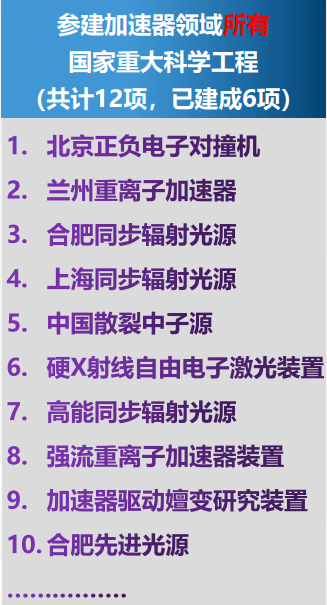 参建加速器领域所有
国家重大科学工程
（共计12项，已建成6项）
1. 北京正负电子对撞机
2. 兰州重离子加速器
3. 合肥同步辐射光源
4. 上海同步辐射光源
5. 中国散裂中子源
6. 硬X射线自由电子激光装置
7. 高能同步辐射光源
8. 强流重离子加速器装置
9. 加速器驱动嬗变研究装置
10. 合肥先进光源
................